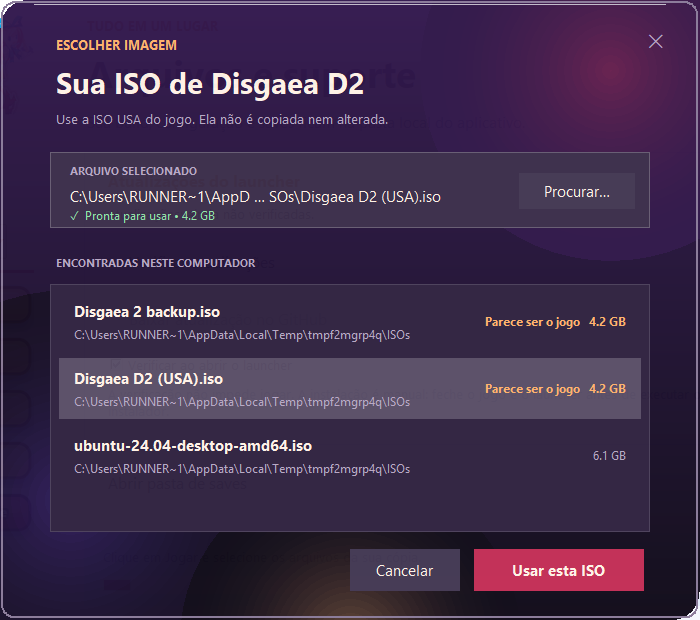 ESCOLHER IMAGEM
Sua ISO de Disgaea D2
Use a ISO USA do jogo. Ela não é copiada nem alterada.
ARQUIVO SELECIONADO
C:\Users\RUNNER~1\AppD ... SOs\Disgaea D2 (USA).iso
Procurar...
✓ Pronta para usar • 4.2 GB
ENCONTRADAS NESTE COMPUTADOR
Disgaea 2 backup.iso
Parece ser o jogo 4.2 GB
C:\Users\RUNNER~1\AppData\Local\Temp\tmpf2mgrp4q\ISOs
Disgaea D2 (USA).iso
Parece ser o jogo 4.2 GB
C:\Users\RUNNER~1\AppData\Local\Temp\tmpf2mgrp4q\ISOs
ubuntu-24.04-desktop-amd64.iso
6.1 GB
C:\Users\RUNNER~1\AppData\Local\Temp\tmpf2mgrp4q\ISOs
Cancelar
Usar esta ISO